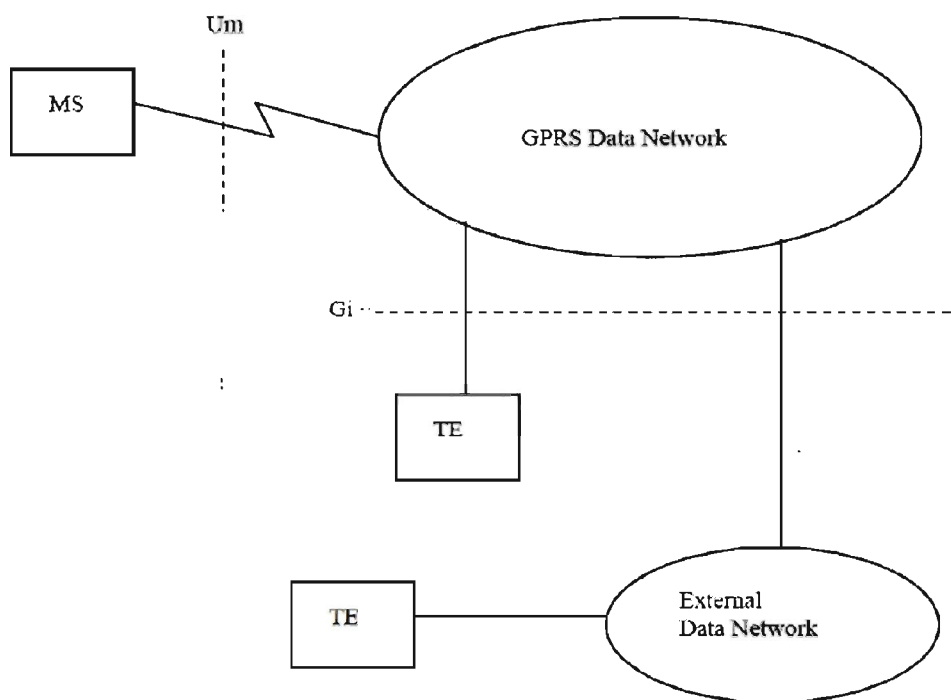 Um
MS
GPRS Data Network
Gi
TE
TE
External
Data Network